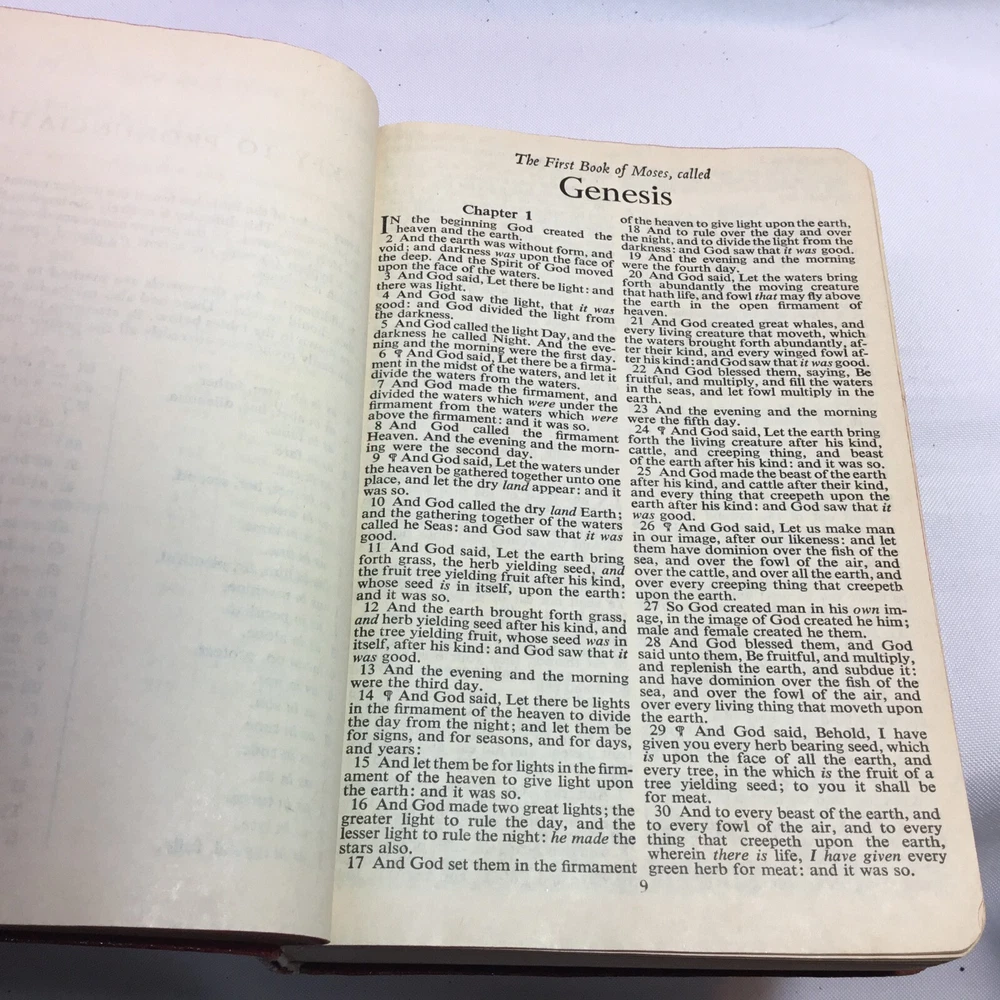 The First Book of Moses, called
Genesis
Chapter 1
IN the beginning God created the
heaven and the earth.
2 And the earth was without form, and
void; and darkness was upon the face of
the deep. And the Spirit of God moved
upon the face of the waters.
3 And God said, Let there be light: and
there was light.
4 And God saw the light, that it was
good: and God divided the light from
the darkness.
5 And God called the light Day, and the
darkness he called Night. And the eve-
ning and the morning were the first day.
6 ¶ And God said, Let there be a firma-
ment in the midst of the waters, and let it
divide the waters from the waters.
7 And God made the firmament, and
divided the waters which were under the
firmament from the waters which were
above the firmament: and it was so.
8 And God called the firmament
Heaven. And the evening and the morn-
ing were the second day.
9 ¶ And God said, Let the waters under
the heaven be gathered together unto one
place, and let the dry land appear: and it
was so.
10 And God called the dry land Earth;
and the gathering together of the waters
called he Seas: and God saw that it was
good.
11 And God said, Let the earth bring
forth grass, the herb yielding seed, and
the fruit tree yielding fruit after his kind,
whose seed is in itself, upon the earth:
and it was so.
12 And the earth brought forth grass,
and herb yielding seed after his kind, and
the tree yielding fruit, whose seed was in
itself, after his kind: and God saw that it
was good.
13 And the evening and the morning
were the third day.
14 ¶ And God said, Let there be lights
in the firmament of the heaven to divide
the day from the night; and let them be
for signs, and for seasons, and for days,
and years:
15 And let them be for lights in the firm-
ament of the heaven to give light upon
the earth: and it was so.
16 And God made two great lights; the
greater light to rule the day, and the
lesser light to rule the night: he made the
stars also.
17 And God set them in the firmament
of the heaven to give light upon the earth,
18 And to rule over the day and over
the night, and to divide the light from the
darkness: and God saw that it was good.
19 And the evening and the morning
were the fourth day.
20 And God said, Let the waters bring
forth abundantly the moving creature
that hath life, and fowl that may fly above
the earth in the open firmament of
heaven.
21 And God created great whales, and
every living creature that moveth, which
the waters brought forth abundantly, af-
ter their kind, and every winged fowl af-
ter his kind: and God saw that it was good.
22 And God blessed them, saying, Be
fruitful, and multiply, and fill the waters
in the seas, and let fowl multiply in the
earth.
23 And the evening and the morning
were the fifth day.
24 ¶ And God said, Let the earth bring
forth the living creature after his kind,
cattle, and creeping thing, and beast
of the earth after his kind: and it was so.
25 And God made the beast of the earth
after his kind, and cattle after their kind,
and every thing that creepeth upon the
earth after his kind: and God saw that it
was good.
26 ¶ And God said, Let us make man
in our image, after our likeness: and let
them have dominion over the fish of the
sea, and over the fowl of the air, and
over the cattle, and over all the earth, and
over every creeping thing that creepeth
upon the earth.
27 So God created man in his own im-
age, in the image of God created he him;
male and female created he them.
28 And God blessed them, and God
said unto them, Be fruitful, and multiply,
and replenish the earth, and subdue it:
and have dominion over the fish of the
sea, and over the fowl of the air, and
over every living thing that moveth upon
the earth.
29 ¶ And God said, Behold, I have
given you every herb bearing seed, which
is upon the face of all the earth, and
every tree, in the which is the fruit of a
tree yielding seed; to you it shall be
for meat.
30 And to every beast of the earth, and
to every fowl of the air, and to every
thing that creepeth upon the earth,
wherein there is life, I have given every
green herb for meat: and it was so.
9